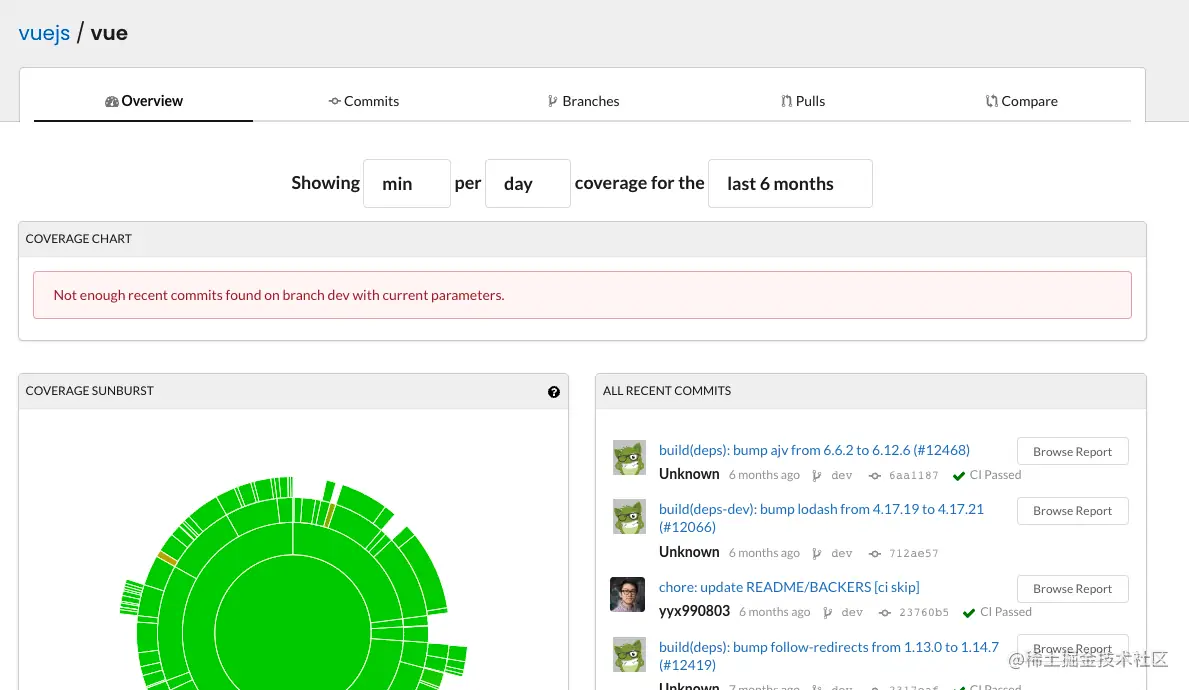 vuejs / vue
Overview
Commits
Branches
Pulls
Compare
Showing min per day coverage for the last 6 months
COVERAGE CHART
Not enough recent commits found on branch dev with current parameters.
COVERAGE SUNBURST
ALL RECENT COMMITS
build(deps): bump ajv from 6.6.2 to 6.12.6 (#12468)
Browse Report
Unknown 6 months ago dev 6aa1187 CI Passed
build(deps-dev): bump lodash from 4.17.19 to 4.17.21
(#12066)
Browse Report
Unknown 6 months ago dev 712ae57
chore: update README/BACKERS [ci skip]
Browse Report
yyx990803 6 months ago dev 23760b5 CI Passed
build(deps): bump follow-redirects from 1.13.0 to 1.14.7
(#12419)
Browse Report
@稀土掘金技术社区
Unknown 7 months ago dev CI Passed